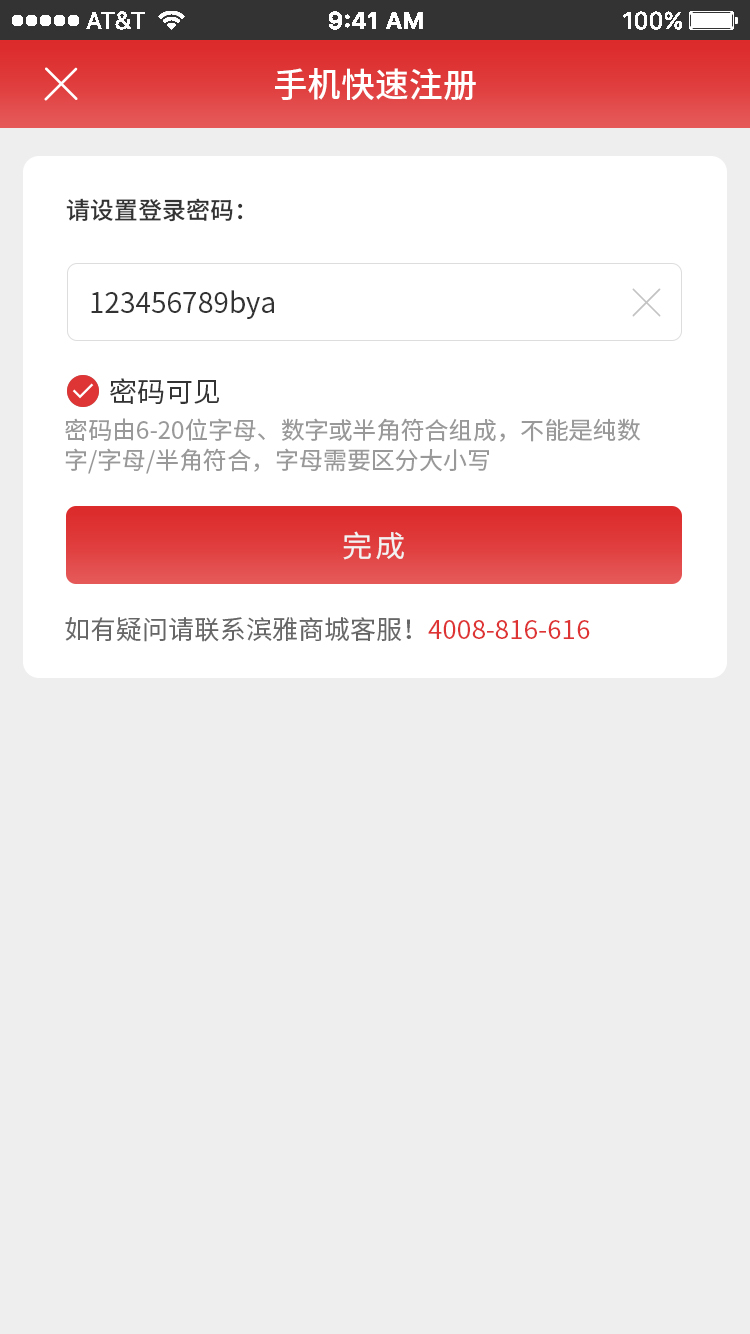 AT&T 9:41 AM 100%
手机快速注册
请设置登录密码：
123456789bya
密码可见
密码由6-20位字母、数字或半角符合组成，不能是纯数
字/字母/半角符合，字母需要区分大小写
完成
如有疑问请联系滨雅商城客服！4008-816-616